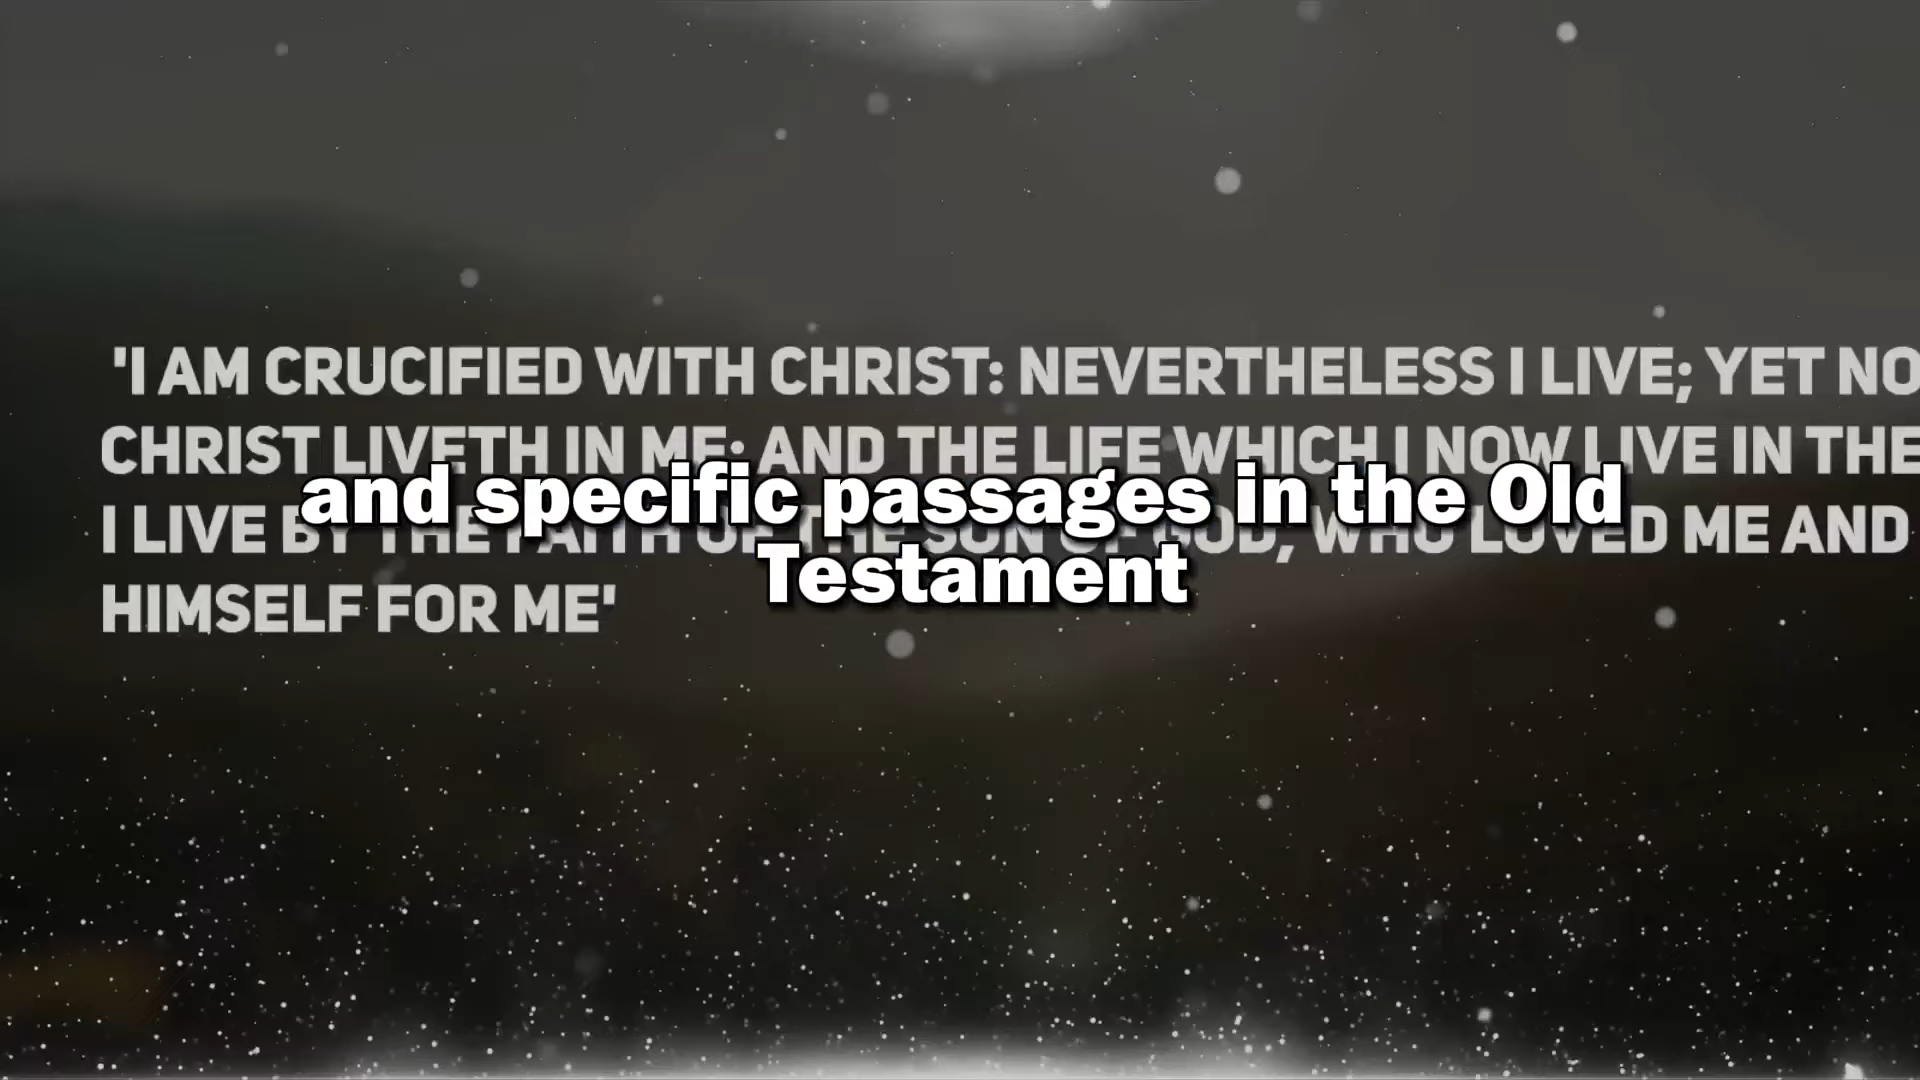 'I AM CRUCIFIED WITH CHRIST: NEVERTHELESS I LIVE; YET NO
CHRIST LIVETH IN ME: AND THE LIFE WHICH I NOW LIVE IN THE
and specific passages in the Old
I LIVE BY THE FAITH OF THE SON OF GOD, WHO LOVED ME AND
Testament
HIMSELF FOR ME'